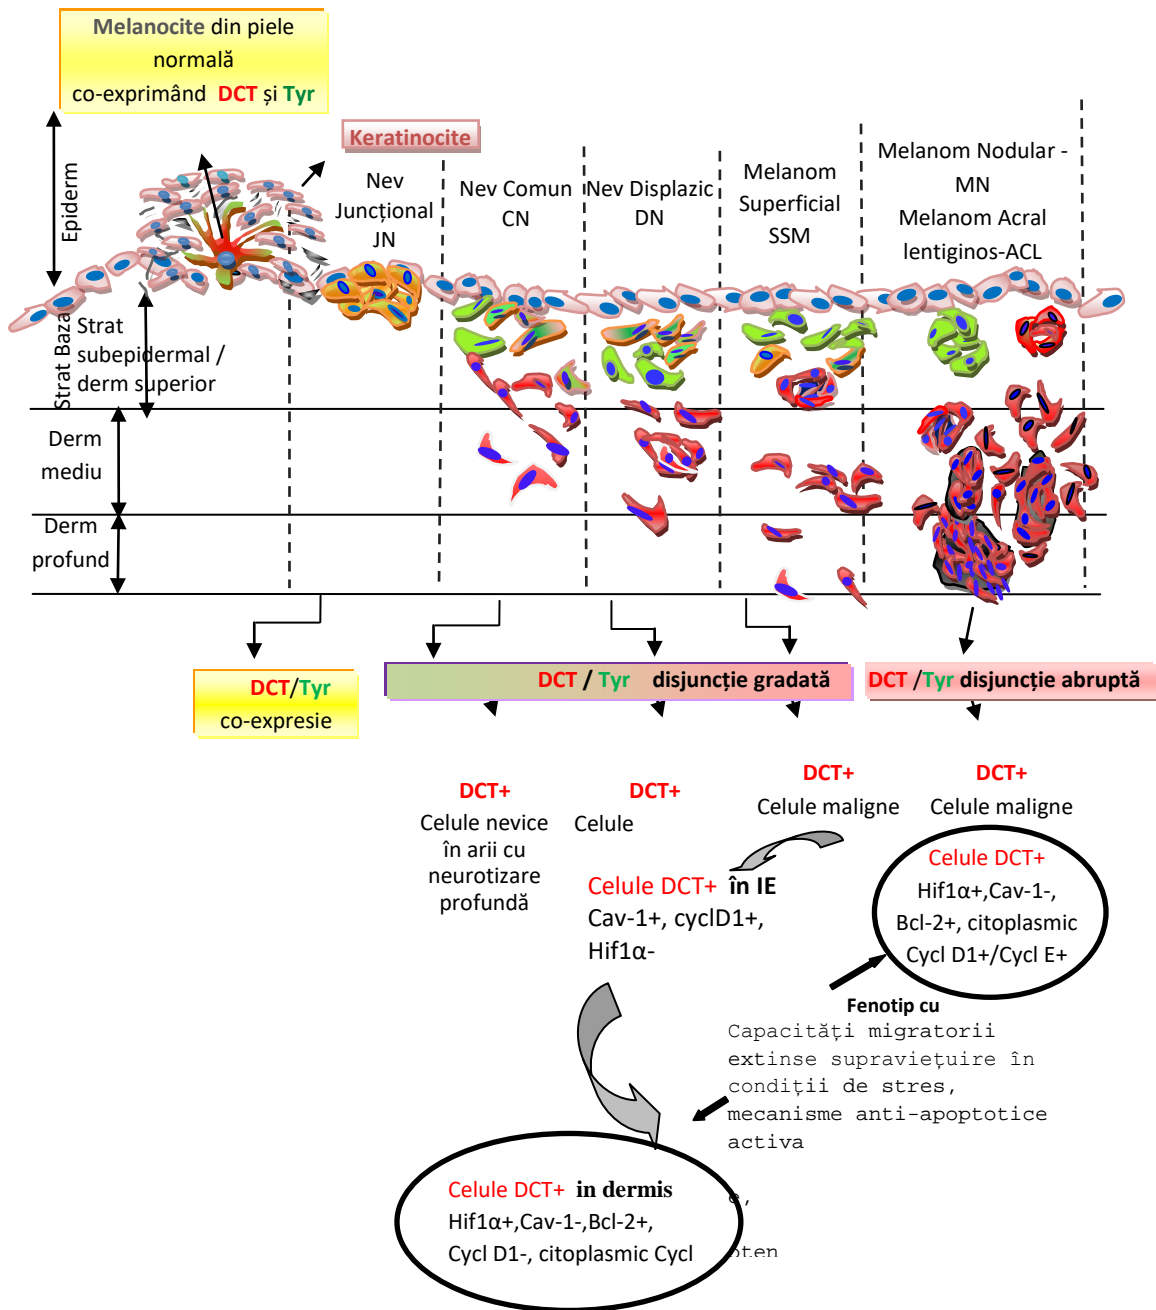 Melanocite din piele
normală
co-exprimând DCT și Tyr
Keratinocite
Epiderm
Nev
Juncțional
JN
Nev Comun
CN
Nev Displazic
DN
Melanom
Superficial
SSM
Melanom Nodular -
MN
Melanom Acral
lentiginos-ACL
Strat Bazal
Strat
subepidermal /
derm superior
Derm
mediu
Derm
profund
DCT/Tyr
co-expresie
DCT / Tyr disjuncție gradată
DCT /Tyr disjuncție abruptă
DCT+
Celule nevice
în arii cu
neurotizare
profundă
DCT+
Celule
DCT+
Celule maligne
DCT+
Celule maligne
Celule DCT+
Hif1α+,Cav-1-,
Bcl-2+, citoplasmic
Cycl D1+/Cycl E+
Celule DCT+ în IE
Cav-1+, cyclD1+,
Hif1α-
Fenotip cu
Capacități migratorii
extinse supraviețuire în
condiții de stres,
mecanisme anti-apoptotice
activa
Celule DCT+ in dermis
Hif1α+,Cav-1-,Bcl-2+,
Cycl D1-, citoplasmic Cycl